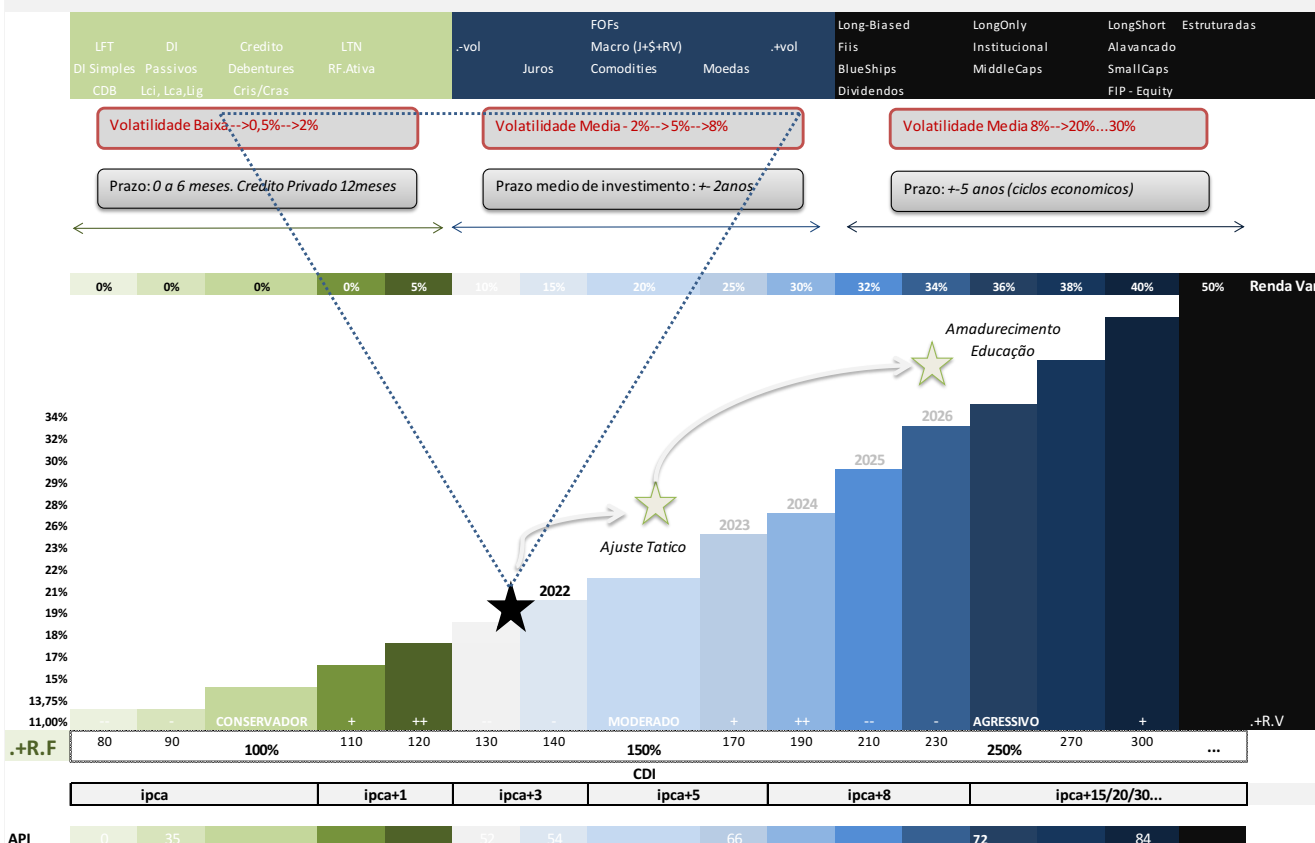 FOFs
Long-Biased LongOnly LongShort Estruturadas
LFT DI Credito LTN .-vol Macro (J+$+RV) .+vol Fiis Institucional Alavancado
DI Simples Passivos Debentures RF.Ativa Juros Comodities Moedas BlueShips MiddleCaps SmallCaps
CDB Lci, Lca,Lig Cris/Cras Dividendos FIP - Equity
Volatilidade Baixa-->0,5%-->2%
Volatilidade Media - 2%-->5%-->8%
Volatilidade Media 8%-->20%...30%
Prazo: 0 a 6 meses. Credito Privado 12meses
Prazo medio de investimento : +- 2anos
Prazo: +-5 anos (ciclos economicos)
0% 0% 0% 0% 5% 10% 15% 20% 25% 30% 32% 34% 36% 38% 40% 50% Renda Var
Amadurecimento
Educação
34%
2026
32%
30%
2025
29%
28%
2024
26%
2023
23%
Ajuste Tatico
22%
21%
2022
19%
18%
17%
15%
13,75%
11,00%
-- - CONSERVADOR + ++ -- - MODERADO + ++ -- - AGRESSIVO + .+R.V
.+R.F 80 90 100% 110 120 130 140 150% 170 190 210 230 250% 270 300 ...
CDI
ipca ipca+1 ipca+3 ipca+5 ipca+8 ipca+15/20/30...
API 0 35 52 54 66 72 84